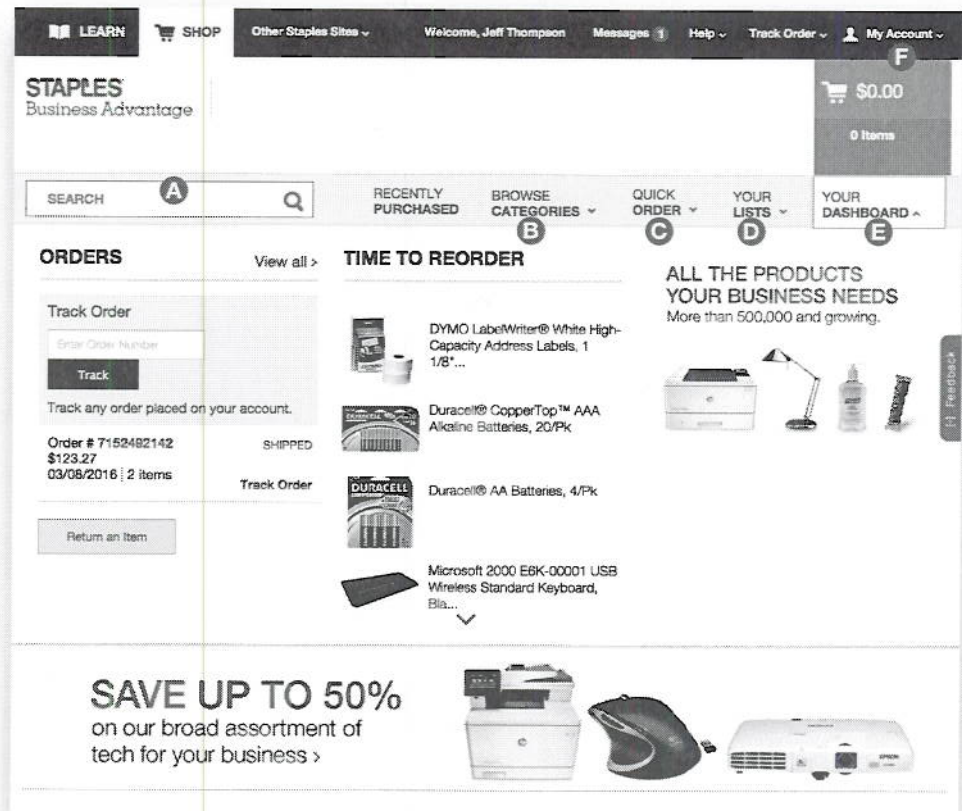 LEARN SHOP Other Staples Sites Welcome, Jeff Thompson Messages 1 Help Track Order My Account
F
STAPLES
Business Advantage
$0.00
0 Items
SEARCH A
RECENTLY
PURCHASED
BROWSE
CATEGORIES
B
QUICK
ORDER
C
YOUR
LISTS
D
YOUR
DASHBOARD
E
ORDERS View all >
Track Order
Enter Order Number
Track
Track any order placed on your account.
Order # 7152492142 SHIPPED
$123.27
03/08/2016 2 items
Track Order
Return an Item
TIME TO REORDER
DYMO LabelWriter® White High-
Capacity Address Labels, 1
1/8"...
Duracell® CopperTop™ AAA
Alkaline Batteries, 20/Pk
DURACELL
Duracell® AA Batteries, 4/Pk
Microsoft 2000 E6K-00001 USB
Wireless Standard Keyboard,
Bla...
ALL THE PRODUCTS
YOUR BUSINESS NEEDS
More than 500,000 and growing.
[-] Feedback
SAVE UP TO 50%
on our broad assortment of
tech for your business >
EPSON